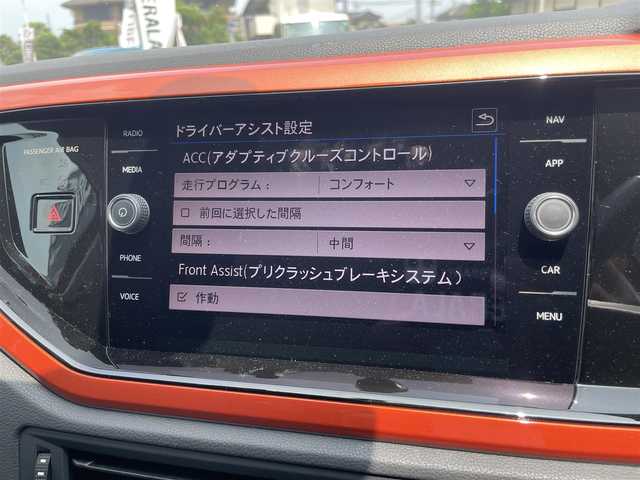 RADIO
MEDIA
PHONE
VOICE
PASSENGER AIR BAG
ドライバーアシスト設定
ACC(アダプティブクルーズコントロール)
走行プログラム : コンフォート
前回に選択した間隔
間隔 : 中間
Front Assist(プリクラッシュブレーキシステム)
作動
NAV
APP
CAR
MENU